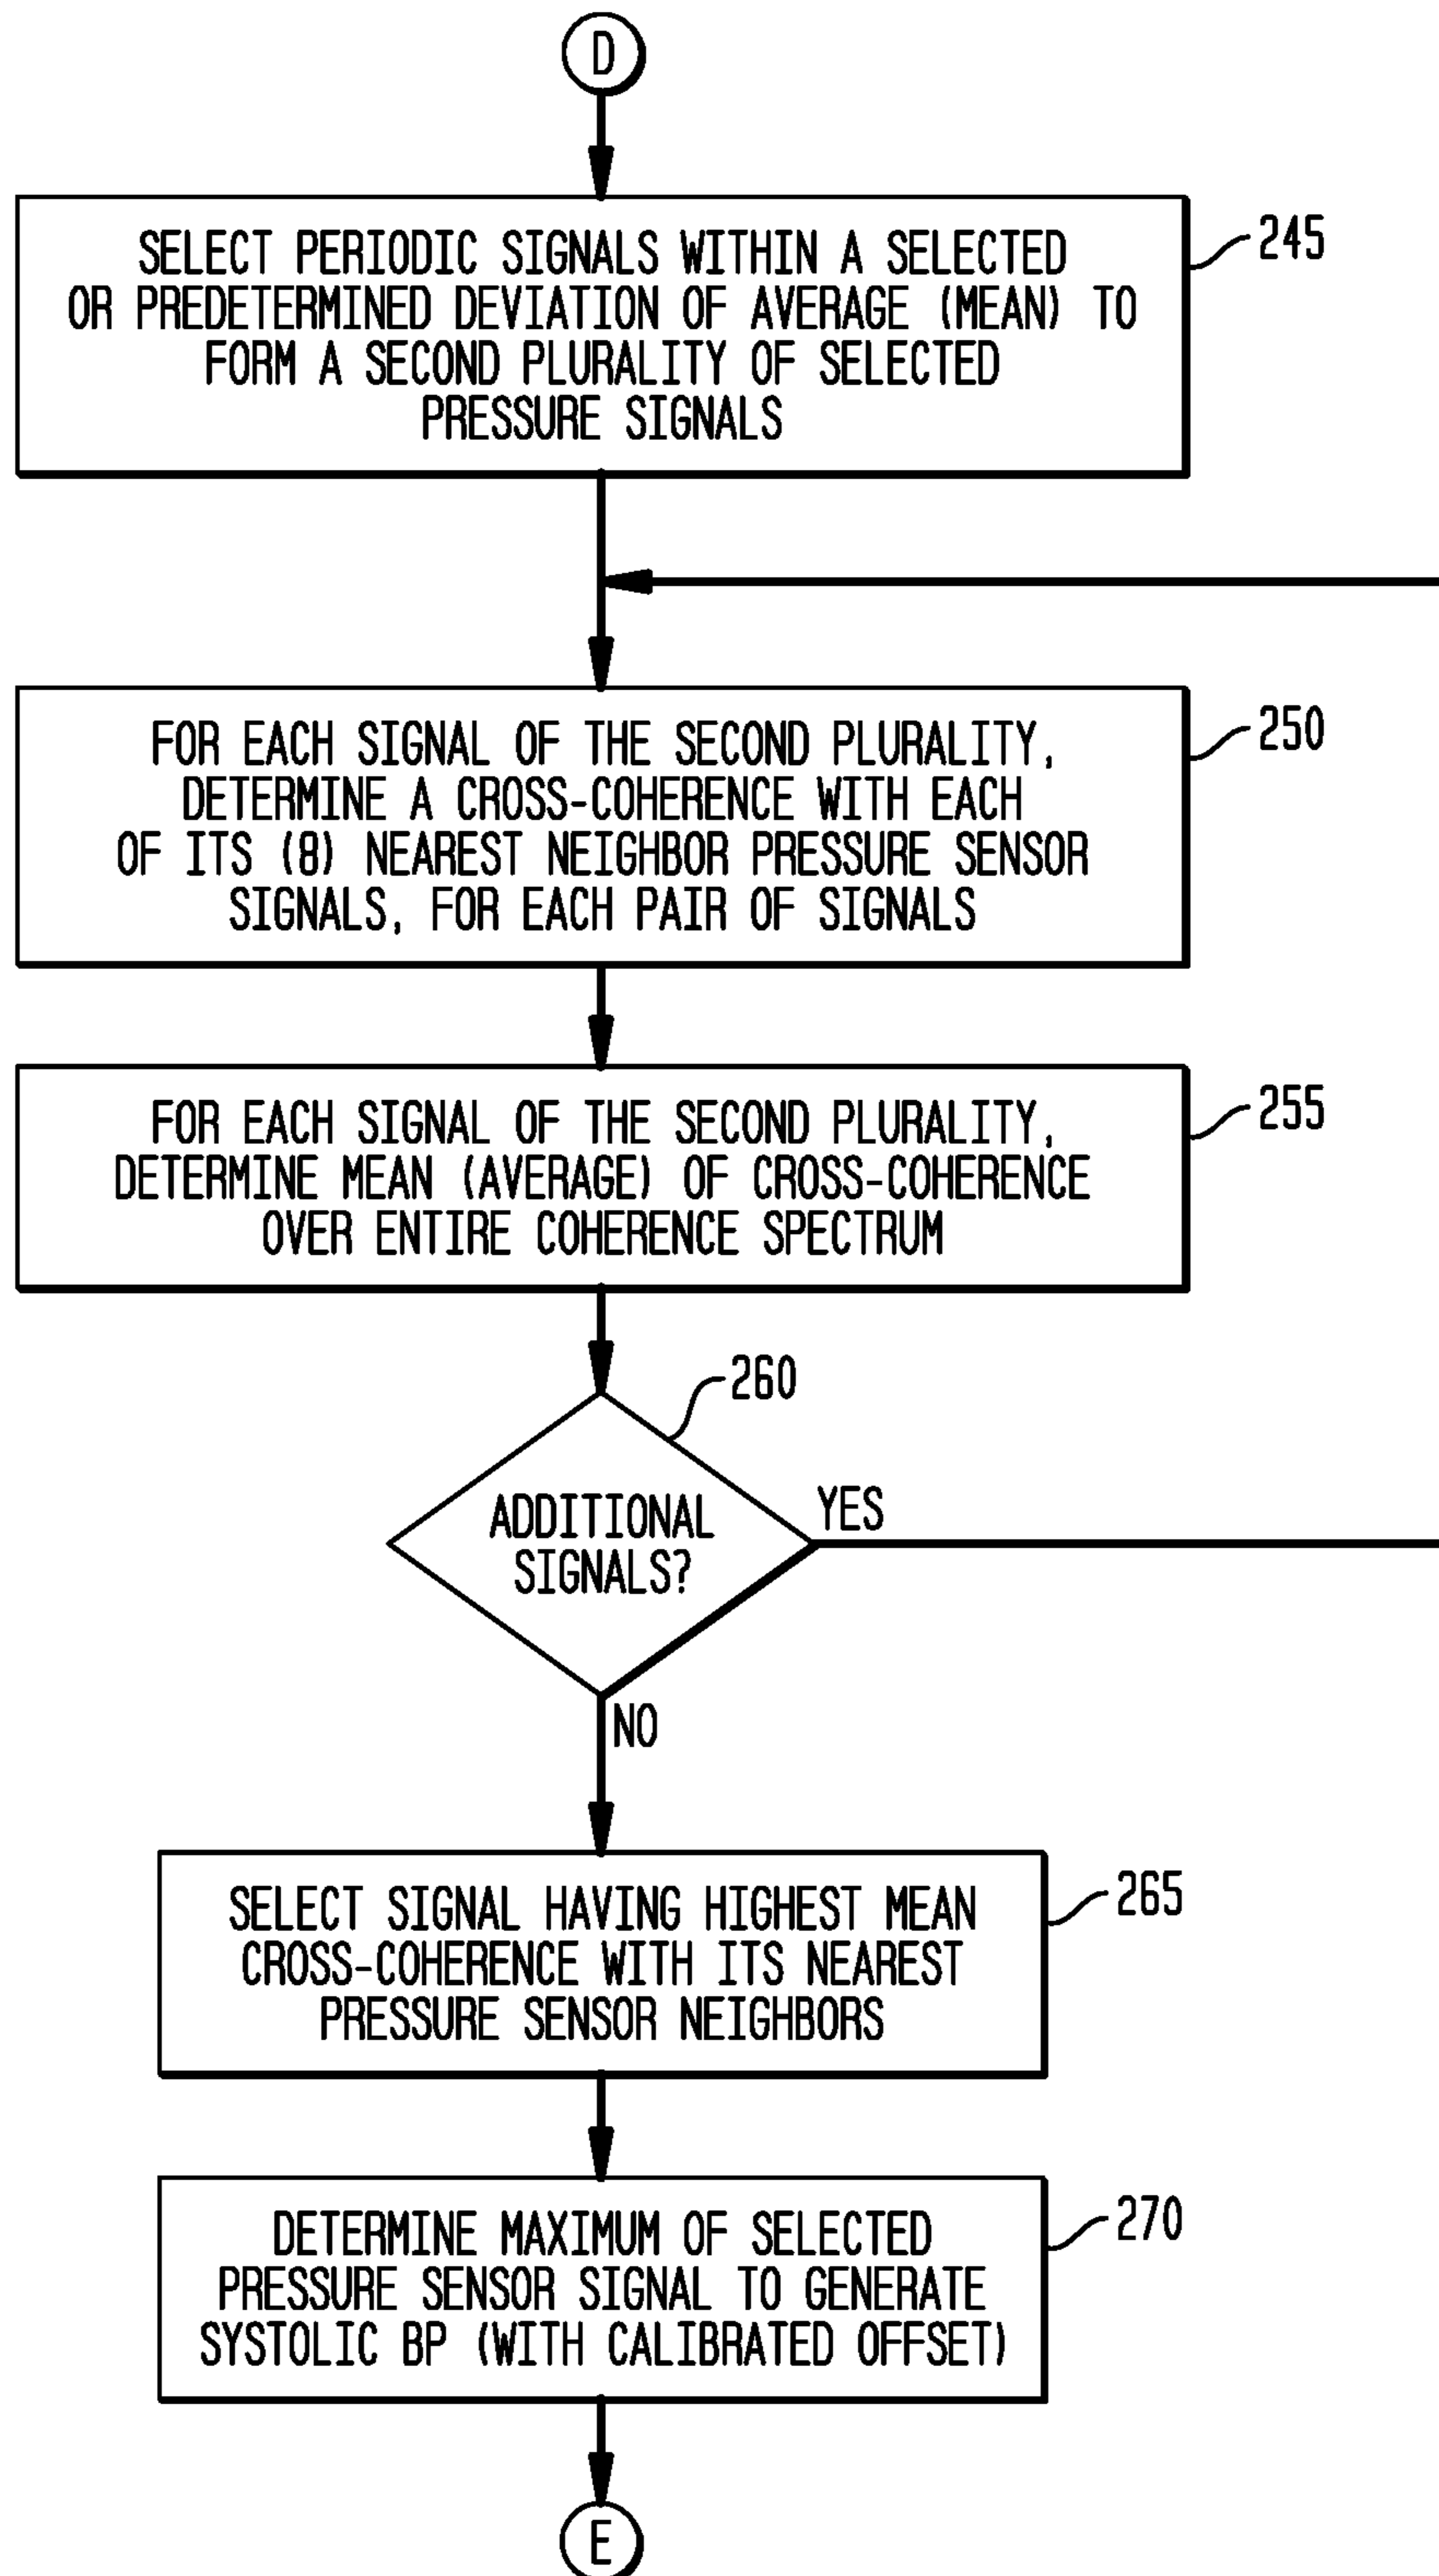 D
SELECT PERIODIC SIGNALS WITHIN A SELECTED
OR PREDETERMINED DEVIATION OF AVERAGE (MEAN) TO
FORM A SECOND PLURALITY OF SELECTED
PRESSURE SIGNALS
245
FOR EACH SIGNAL OF THE SECOND PLURALITY,
DETERMINE A CROSS-COHERENCE WITH EACH
OF ITS (8) NEAREST NEIGHBOR PRESSURE SENSOR
SIGNALS, FOR EACH PAIR OF SIGNALS
250
FOR EACH SIGNAL OF THE SECOND PLURALITY,
DETERMINE MEAN (AVERAGE) OF CROSS-COHERENCE
OVER ENTIRE COHERENCE SPECTRUM
255
260
ADDITIONAL
SIGNALS?
YES
NO
SELECT SIGNAL HAVING HIGHEST MEAN
CROSS-COHERENCE WITH ITS NEAREST
PRESSURE SENSOR NEIGHBORS
265
DETERMINE MAXIMUM OF SELECTED
PRESSURE SENSOR SIGNAL TO GENERATE
SYSTOLIC BP (WITH CALIBRATED OFFSET)
270
E